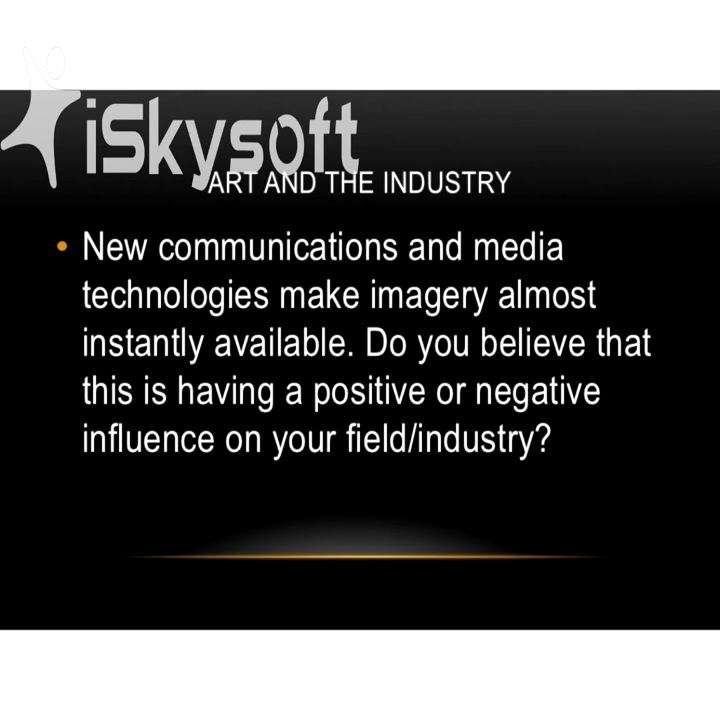 iSkysoft
ART AND THE INDUSTRY
• New communications and media
technologies make imagery almost
instantly available. Do you believe that
this is having a positive or negative
influence on your field/industry?